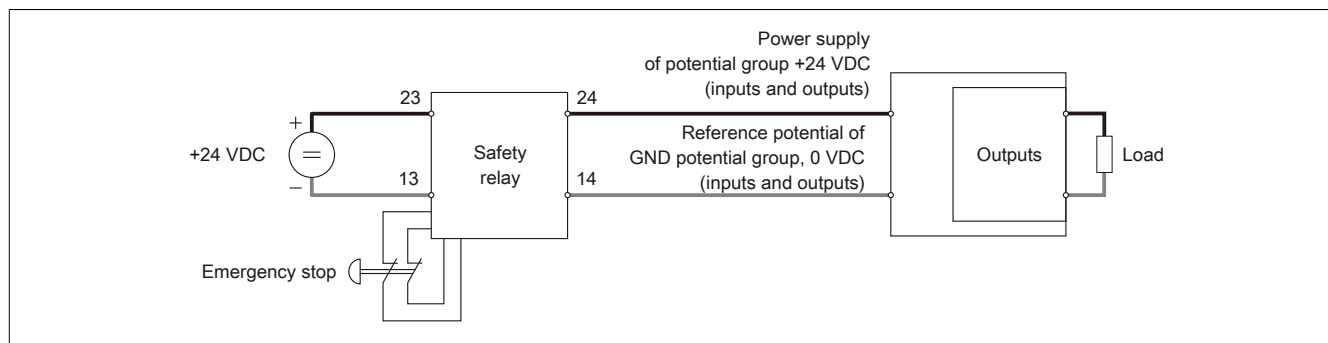 Power supply
of potential group +24 VDC
(inputs and outputs)
23
24
+
+24 VDC
−
Safety
relay
Reference potential of
GND potential group, 0 VDC
(inputs and outputs)
Outputs
Load
13
14
Emergency stop